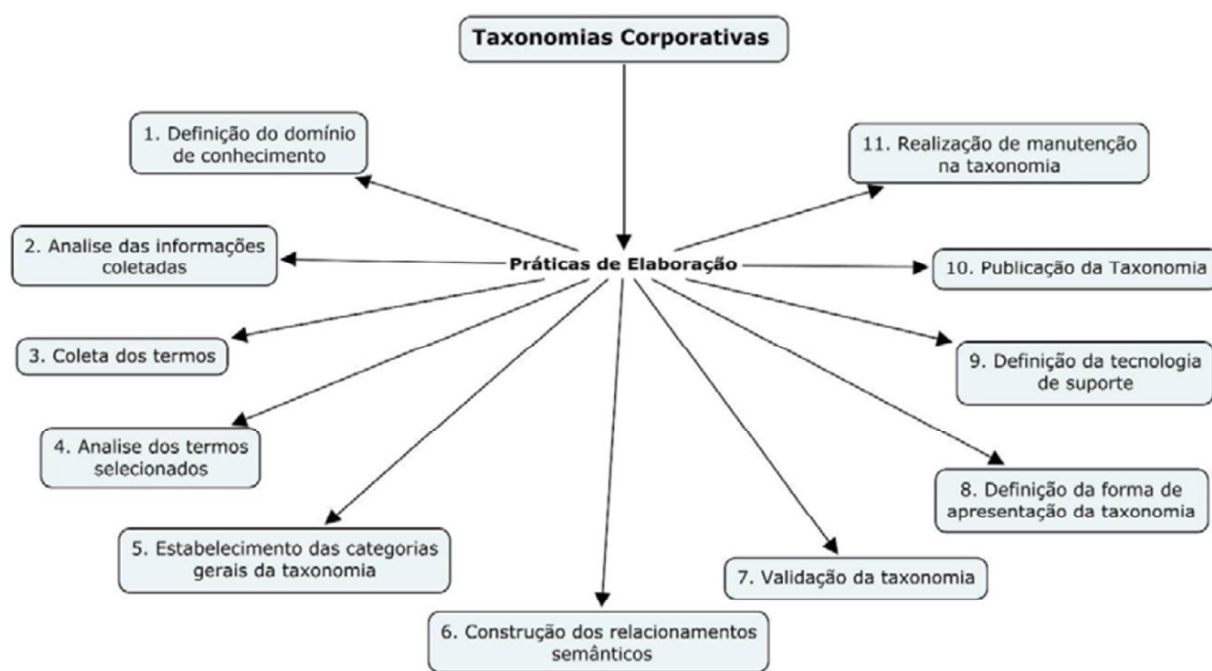 Taxonomias Corporativas
1. Definição do domínio
de conhecimento
11. Realização de manutenção
na taxonomia
2. Analise das informações
coletadas
Práticas de Elaboração
10. Publicação da Taxonomia
3. Coleta dos termos
9. Definição da tecnologia
de suporte
4. Analise dos termos
selecionados
8. Definição da forma de
apresentação da taxonomia
5. Estabelecimento das categorias
gerais da taxonomia
7. Validação da taxonomia
6. Construção dos relacionamentos
semânticos